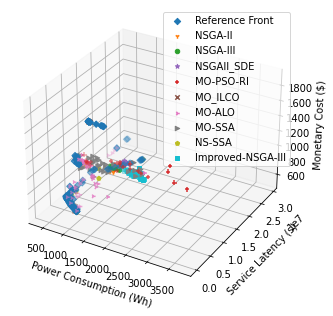 Reference Front
NSGA-II
NSGA-III
NSGAII_SDE
MO-PSO-RI
MO_ILCO
MO-ALO
MO-SSA
NS-SSA
Improved-NSGA-III
1800
1600
1400
1200
1000
800
600
Monetary Cost ($)
500
1000
1500
2000
2500
3000
3500
Power Consumption (Wh)
0.0
0.5
1.0
1.5
2.0
2.5
3.0
Service Latency (s)